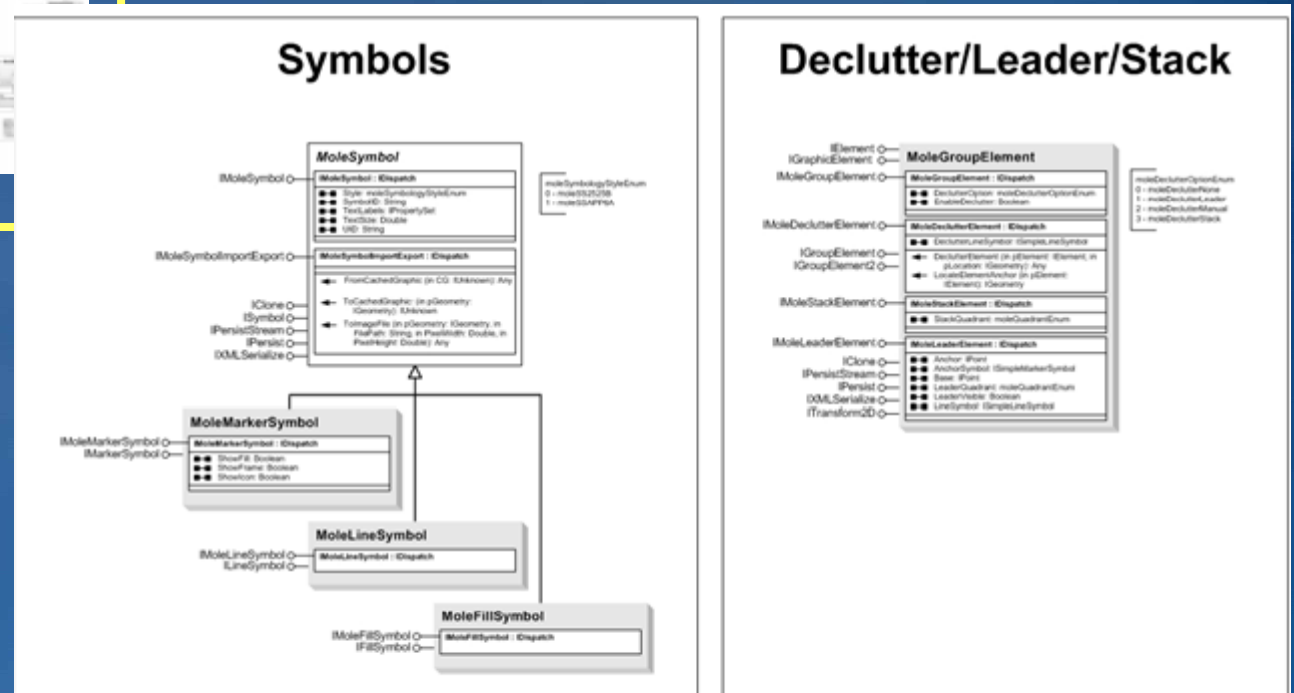 Symbols
MoleSymbol
IMoleSymbol
IMoleSymbol : IDispatch
Style: moleSymbologyStyleEnum
SymbolID: String
TextLabels: IPropertySet
TextSize: Double
UID: String
moleSymbologyStyleEnum
0 - moleSS2525B
1 - moleSSAPP6A
IMoleSymbolImportExport
IMoleSymbolImportExport : IDispatch
FromCachedGraphic (in CG: IUnknown): Any
ToCachedGraphic: (in pGeometry:
IGeometry): IUnknown
ToImageFile (in pGeometry: IGeometry, in
FilePath: String, in PixelWidth: Double, in
PixelHeight: Double): Any
IClone
ISymbol
IPersistStream
IPersist
IXMLSerialize
MoleMarkerSymbol
IMoleMarkerSymbol
IMarkerSymbol
IMoleMarkerSymbol : IDispatch
ShowFill: Boolean
ShowFrame: Boolean
ShowIcon: Boolean
MoleLineSymbol
IMoleLineSymbol
ILineSymbol
IMoleLineSymbol : IDispatch
MoleFillSymbol
IMoleFillSymbol
IFillSymbol
IMoleFillSymbol : IDispatch
Declutter/Leader/Stack
IElement
IGraphicElement
MoleGroupElement
IMoleGroupElement
IMoleGroupElement : IDispatch
DeclutterOption: moleDeclutterOptionEnum
EnableDeclutter: Boolean
moleDeclutterOptionEnum
0 - moleDeclutterNone
1 - moleDeclutterLeader
2 - moleDeclutterManual
3 - moleDeclutterStack
IMoleDeclutterElement
IMoleDeclutterElement : IDispatch
DeclutterLineSymbol: ISimpleLineSymbol
IGroupElement
IGroupElement2
DeclutterElement (in pElement: IElement, in
pLocation: IGeometry): Any
LocateElementAnchor (in pElement:
IElement): IGeometry
IMoleStackElement
IMoleStackElement : IDispatch
StackQuadrant: moleQuadrantEnum
IMoleLeaderElement
IMoleLeaderElement : IDispatch
Anchor: IPoint
AnchorSymbol: ISimpleMarkerSymbol
Base: IPoint
LeaderQuadrant: moleQuadrantEnum
LeaderVisible: Boolean
LineSymbol: ISimpleLineSymbol
IClone
IPersistStream
IPersist
IXMLSerialize
ITransform2D